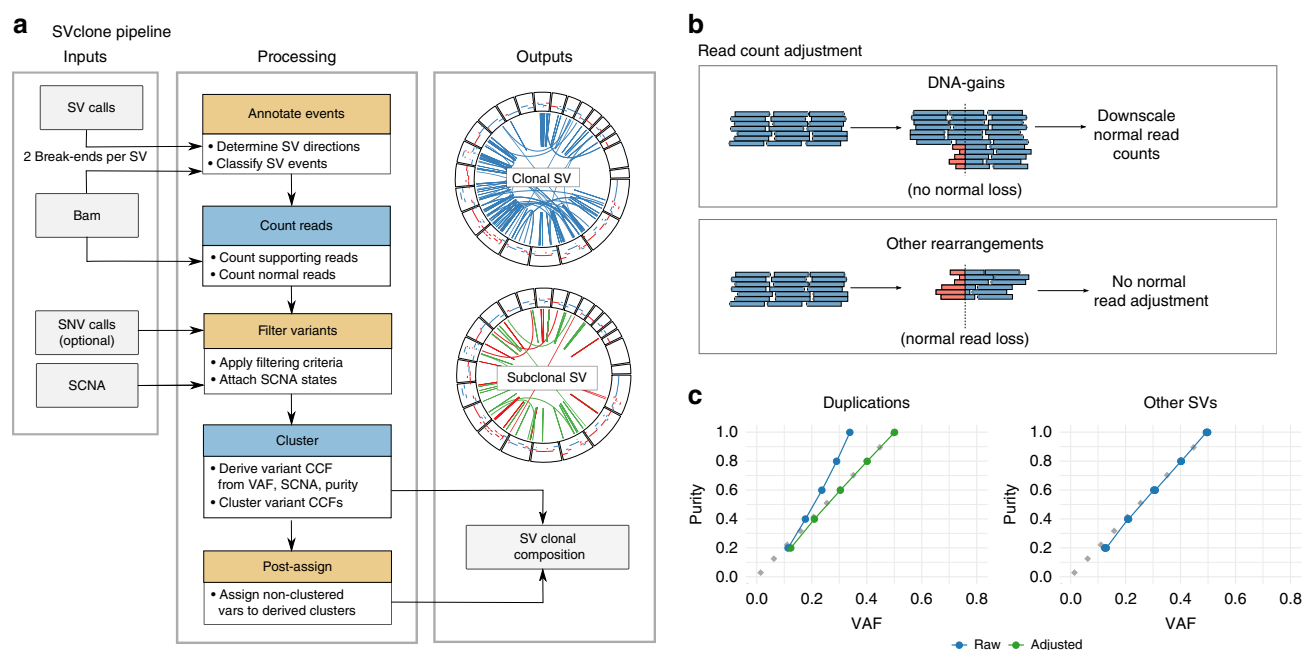 a
SVclone pipeline
Inputs
Processing
Outputs
SV calls
2 Break-ends per SV
Bam
SNV calls
(optional)
SCNA
Annotate events
• Determine SV directions
• Classify SV events
Count reads
• Count supporting reads
• Count normal reads
Filter variants
• Apply filtering criteria
• Attach SCNA states
Cluster
• Derive variant CCF
from VAF, SCNA, purity
• Cluster variant CCFs
Post-assign
• Assign non-clustered
vars to derived clusters
Clonal SV
Subclonal SV
SV clonal
composition
b
Read count adjustment
DNA-gains
(no normal loss)
Downscale
normal read
counts
Other rearrangements
(normal read loss)
No normal
read adjustment
c
Duplications
Purity
1.0
0.8
0.6
0.4
0.2
0.0
0.0 0.2 0.4 0.6 0.8
VAF
Other SVs
Purity
1.0
0.8
0.6
0.4
0.2
0.0
0.0 0.2 0.4 0.6 0.8
VAF
Raw Adjusted